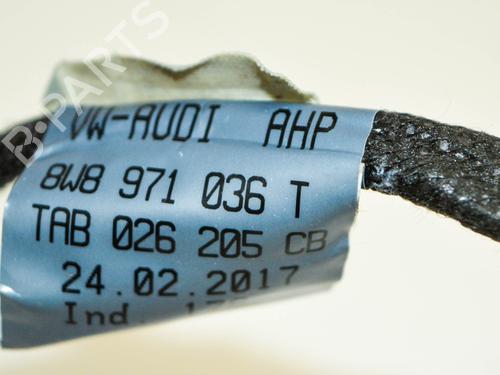 VW-AUDI AHP
8W8 971 036 T
TAB 026 205 CB
24.02.2017
Ind.
B-PARTS